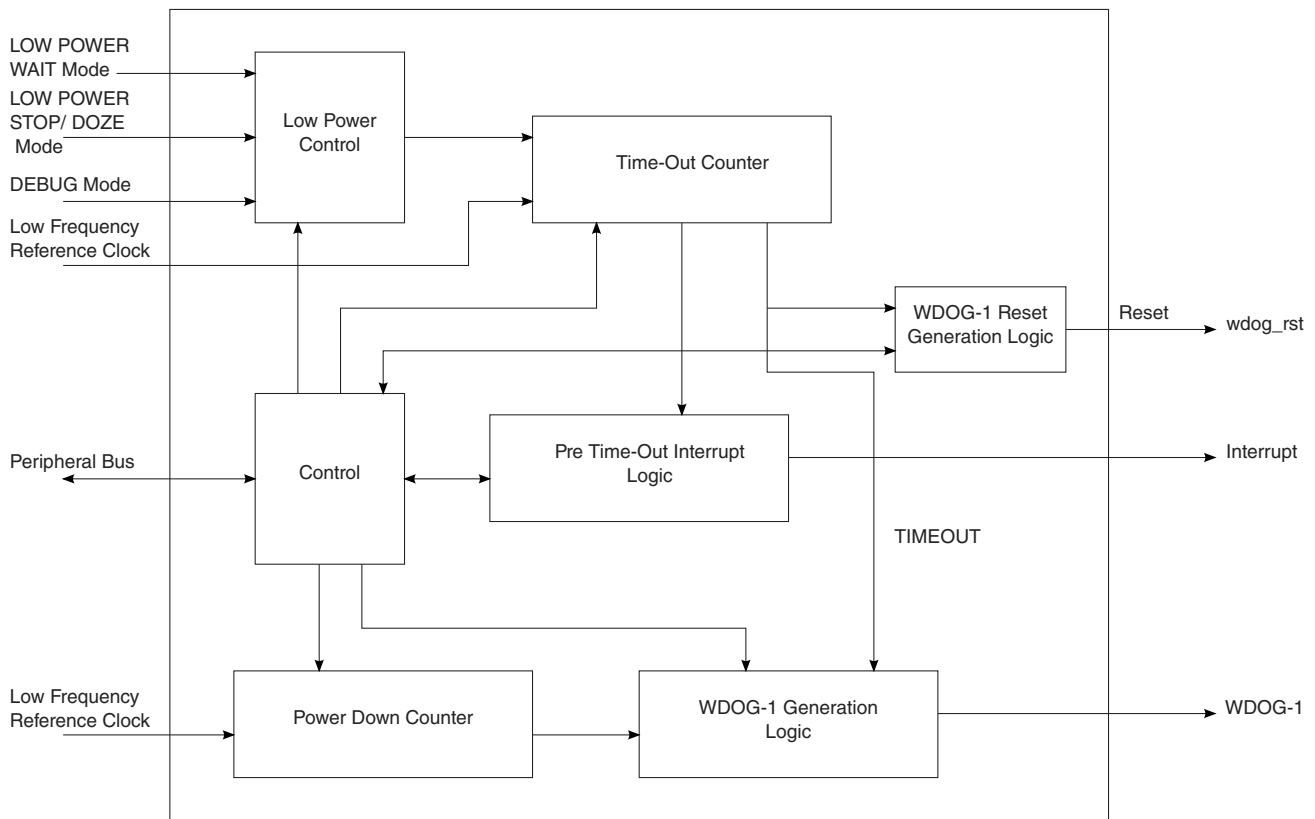 LOW POWER
WAIT Mode
LOW POWER
STOP/ DOZE
Mode
DEBUG Mode
Low Frequency
Reference Clock
Low Power
Control
Time-Out Counter
WDOG-1 Reset
Generation Logic
Reset
wdog_rst
Peripheral Bus
Control
Pre Time-Out Interrupt
Logic
Interrupt
TIMEOUT
Low Frequency
Reference Clock
Power Down Counter
WDOG-1 Generation
Logic
WDOG-1